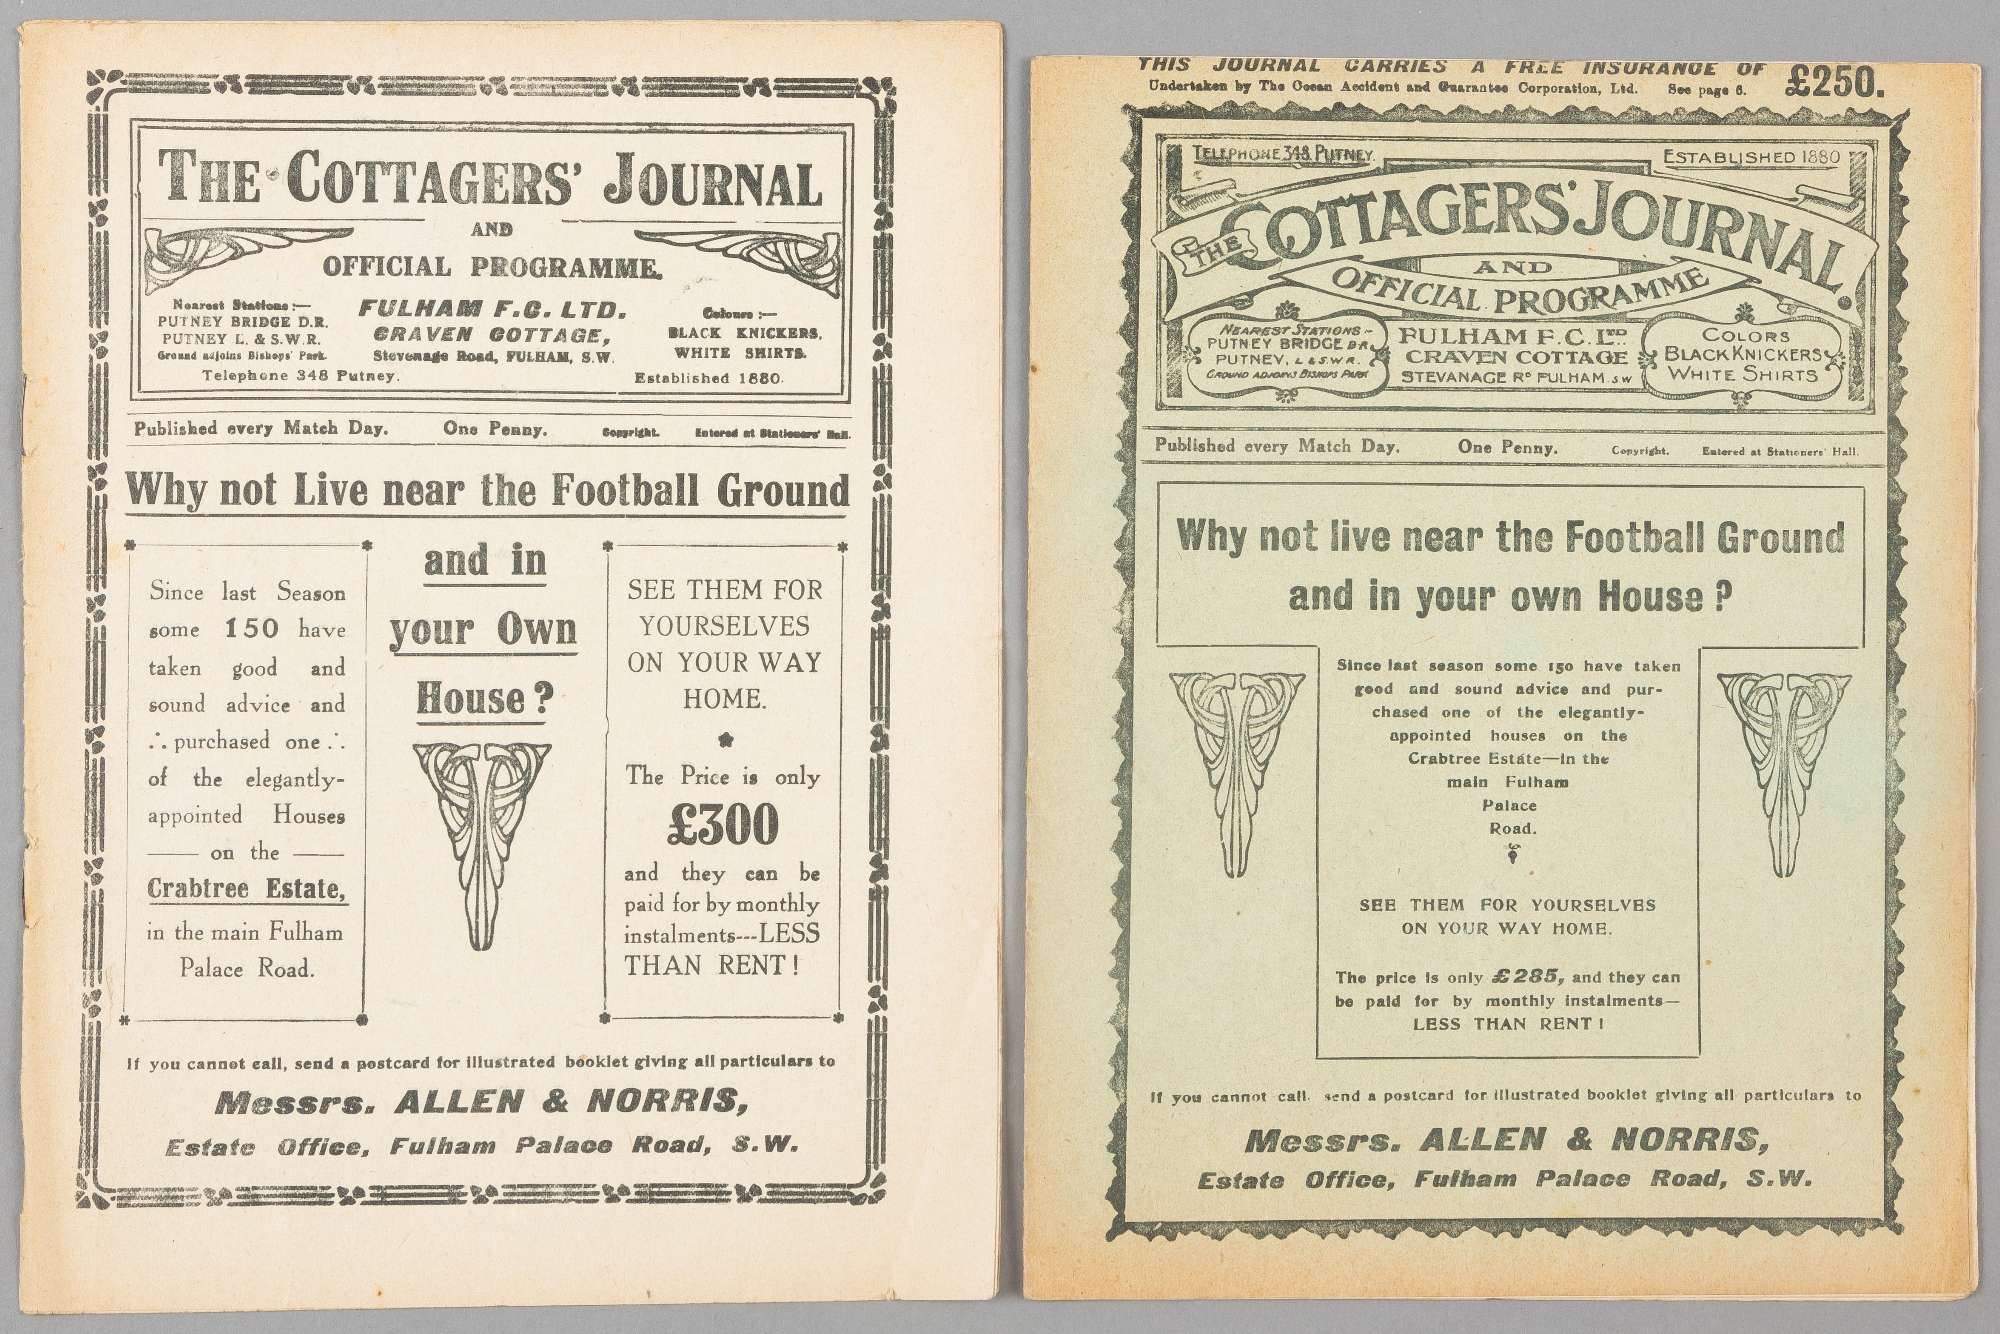 THE COTTAGERS' JOURNAL
AND
OFFICIAL PROGRAMME.
Nearest Stations :—
PUTNEY BRIDGE D.R.
PUTNEY L. & S.W.R.
Ground adjoins Bishops' Park.
Telephone 348 Putney.
FULHAM F.C. LTD.
CRAVEN COTTAGE,
Stevenage Road, FULHAM, S.W.
Colours :—
BLACK KNICKERS.
WHITE SHIRTS.
Established 1880.
Published every Match Day. One Penny. Copyright. Entered at Stationers' Hall.
Why not Live near the Football Ground
and in
your Own
House ?
Since last Season
some 150 have
taken good and
sound advice and
∴ purchased one ∴
of the elegantly-
appointed Houses
—— on the ——
Crabtree Estate,
in the main Fulham
Palace Road.
SEE THEM FOR
YOURSELVES
ON YOUR WAY
HOME.
The Price is only
£300
and they can be
paid for by monthly
instalments---LESS
THAN RENT !
If you cannot call, send a postcard for illustrated booklet giving all particulars to
Messrs. ALLEN & NORRIS,
Estate Office, Fulham Palace Road, S.W.
THIS JOURNAL CARRIES A FREE INSURANCE OF £250.
Undertaken by The Ocean Accident and Guarantee Corporation, Ltd. See page 6.
TELEPHONE 348 PUTNEY.
ESTABLISHED 1880
THE COTTAGERS' JOURNAL.
AND
OFFICIAL PROGRAMME
NEAREST STATIONS:-
PUTNEY BRIDGE D.R.
PUTNEY, L & S.W.R.
GROUND ADJOINS BISHOPS PARK
FULHAM F.C. LTD.
CRAVEN COTTAGE
STEVANAGE RD FULHAM. S.W
COLORS
BLACK KNICKERS
WHITE SHIRTS
Published every Match Day. One Penny. Copyright. Entered at Stationers' Hall.
Why not live near the Football Ground
and in your own House ?
Since last season some 150 have taken
good and sound advice and pur-
chased one of the elegantly-
appointed houses on the
Crabtree Estate—in the
main Fulham
Palace
Road.
SEE THEM FOR YOURSELVES
ON YOUR WAY HOME.
The price is only £285, and they can
be paid for by monthly instalments—
LESS THAN RENT !
If you cannot call, send a postcard for illustrated booklet giving all particulars to
Messrs. ALLEN & NORRIS,
Estate Office, Fulham Palace Road, S.W.